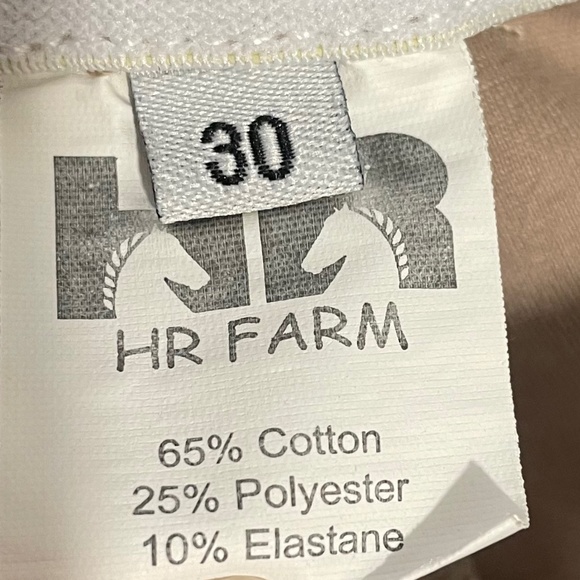 30
HR
HR FARM
65% Cotton
25% Polyester
10% Elastane